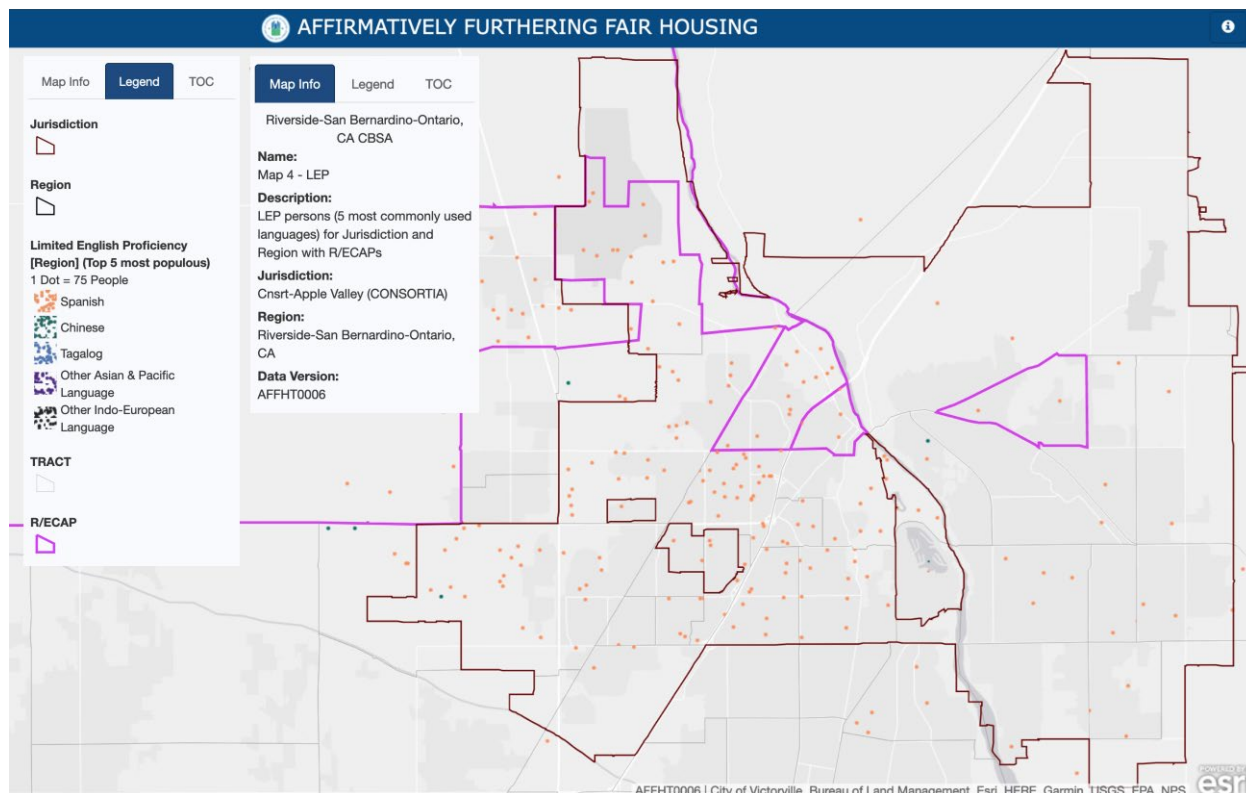 AFFIRMATIVELY FURTHERING FAIR HOUSING
Map Info Legend TOC
Jurisdiction
Region
Limited English Proficiency
[Region] (Top 5 most populous)
1 Dot = 75 People
Spanish
Chinese
Tagalog
Other Asian & Pacific
Language
Other Indo-European
Language
TRACT
R/ECAP
Map Info Legend TOC
Riverside-San Bernardino-Ontario,
CA CBSA
Name:
Map 4 - LEP
Description:
LEP persons (5 most commonly used
languages) for Jurisdiction and
Region with R/ECAPs
Jurisdiction:
Cnsrt-Apple Valley (CONSORTIA)
Region:
Riverside-San Bernardino-Ontario,
CA
Data Version:
AFFHT0006
AFFHT0006 | City of Victorville, Bureau of Land Management, Esri, HERE, Garmin, USGS, EPA, NPS
POWERED BY
esri